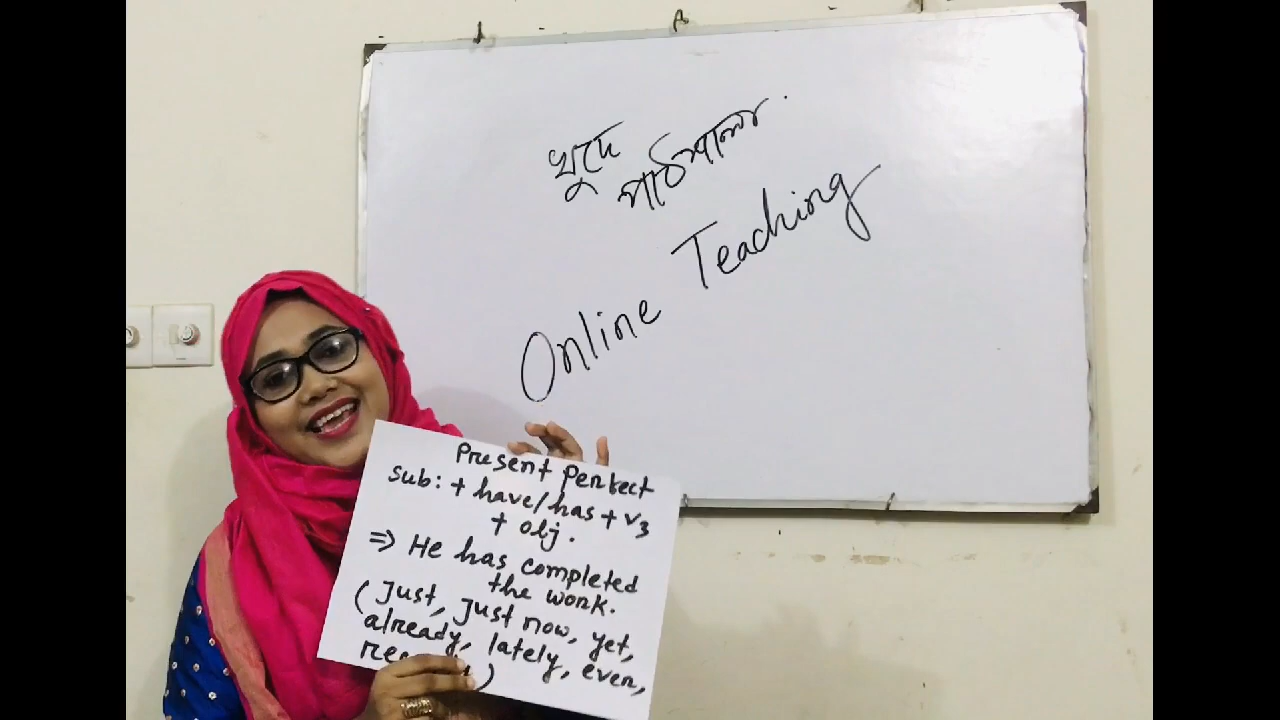 খুদে
পাঠশালা.
Online Teaching
Present perfect
sub: + have/has + v3
+ obj.
⇒ He has completed
the work.
(Just, just now, yet,
already, lately, even,
)